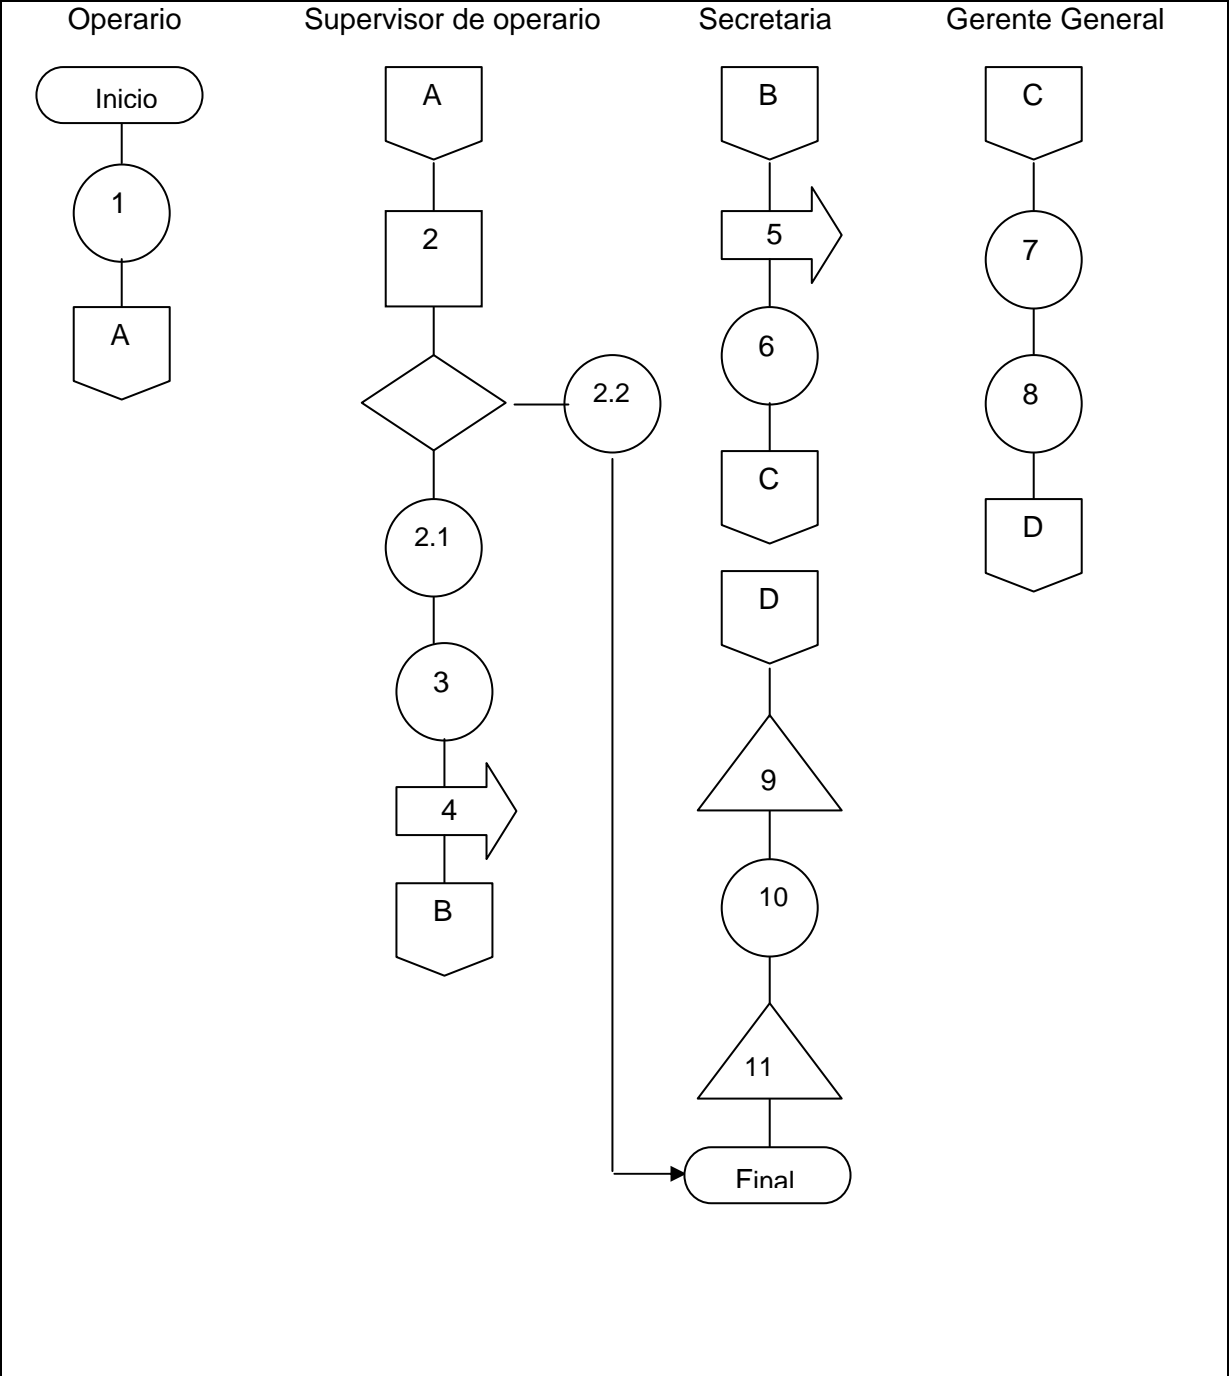 Operario
Supervisor de operario
Secretaria
Gerente General
Inicio
1
A
A
2
2.2
2.1
3
4
B
B
5
6
C
D
9
10
11
Final
C
7
8
D